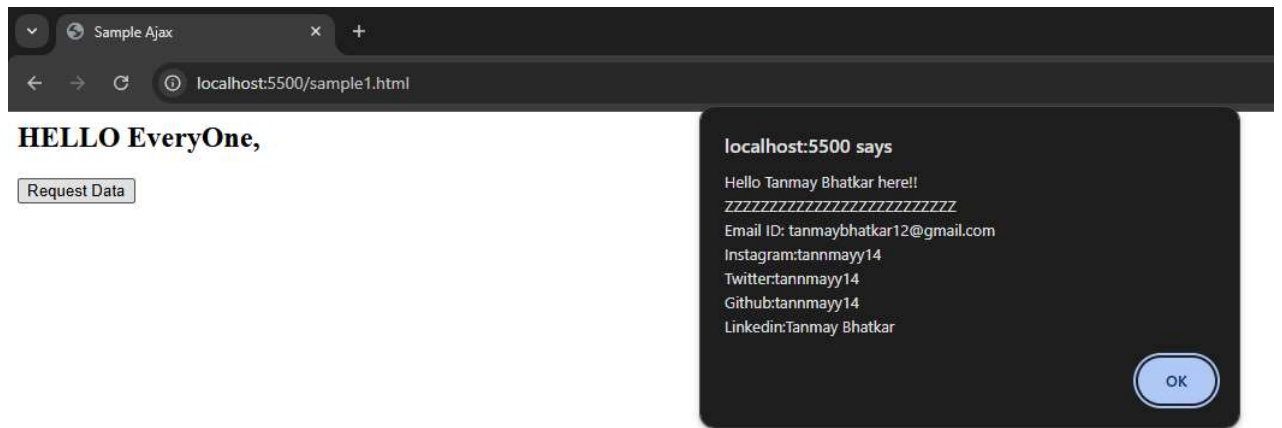 Sample Ajax
localhost:5500/sample1.html
HELLO EveryOne,
Request Data
localhost:5500 says
Hello Tanmay Bhatkar here!!
ZZZZZZZZZZZZZZZZZZZZZZZZZZ
Email ID: tanmaybhatkar12@gmail.com
Instagram:tannmayy14
Twitter:tannmayy14
Github:tannmayy14
Linkedin:Tanmay Bhatkar
OK